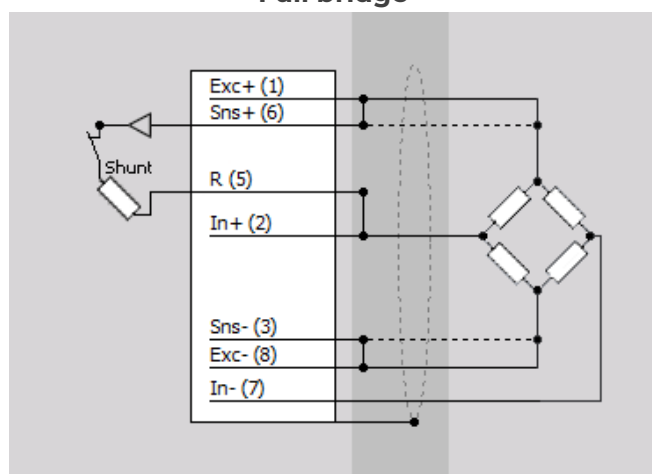 Full bridge
Exc+ (1)
Sns+ (6)
Shunt
R (5)
In+ (2)
Sns- (3)
Exc- (8)
In- (7)